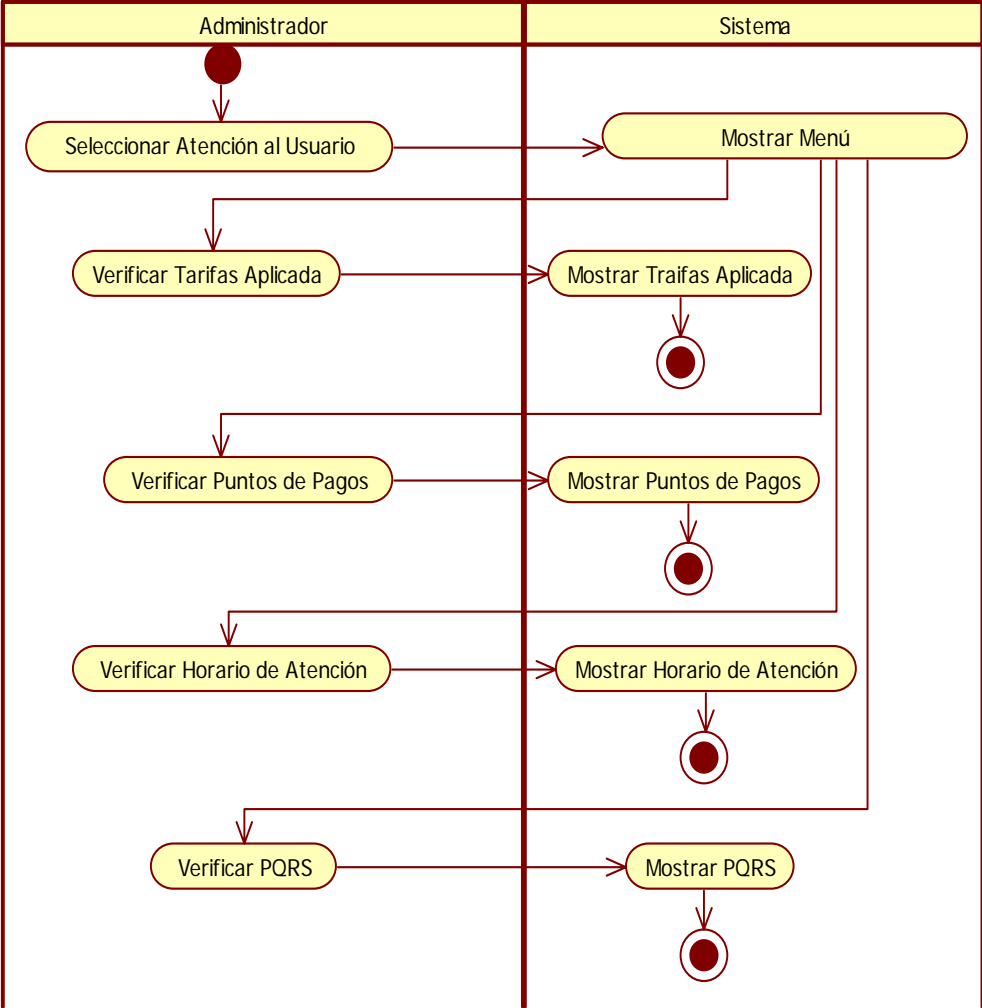 Administrador
Sistema
Seleccionar Atención al Usuario
Mostrar Menú
Verificar Tarifas Aplicada
Mostrar Traifas Aplicada
Verificar Puntos de Pagos
Mostrar Puntos de Pagos
Verificar Horario de Atención
Mostrar Horario de Atención
Verificar PQRS
Mostrar PQRS